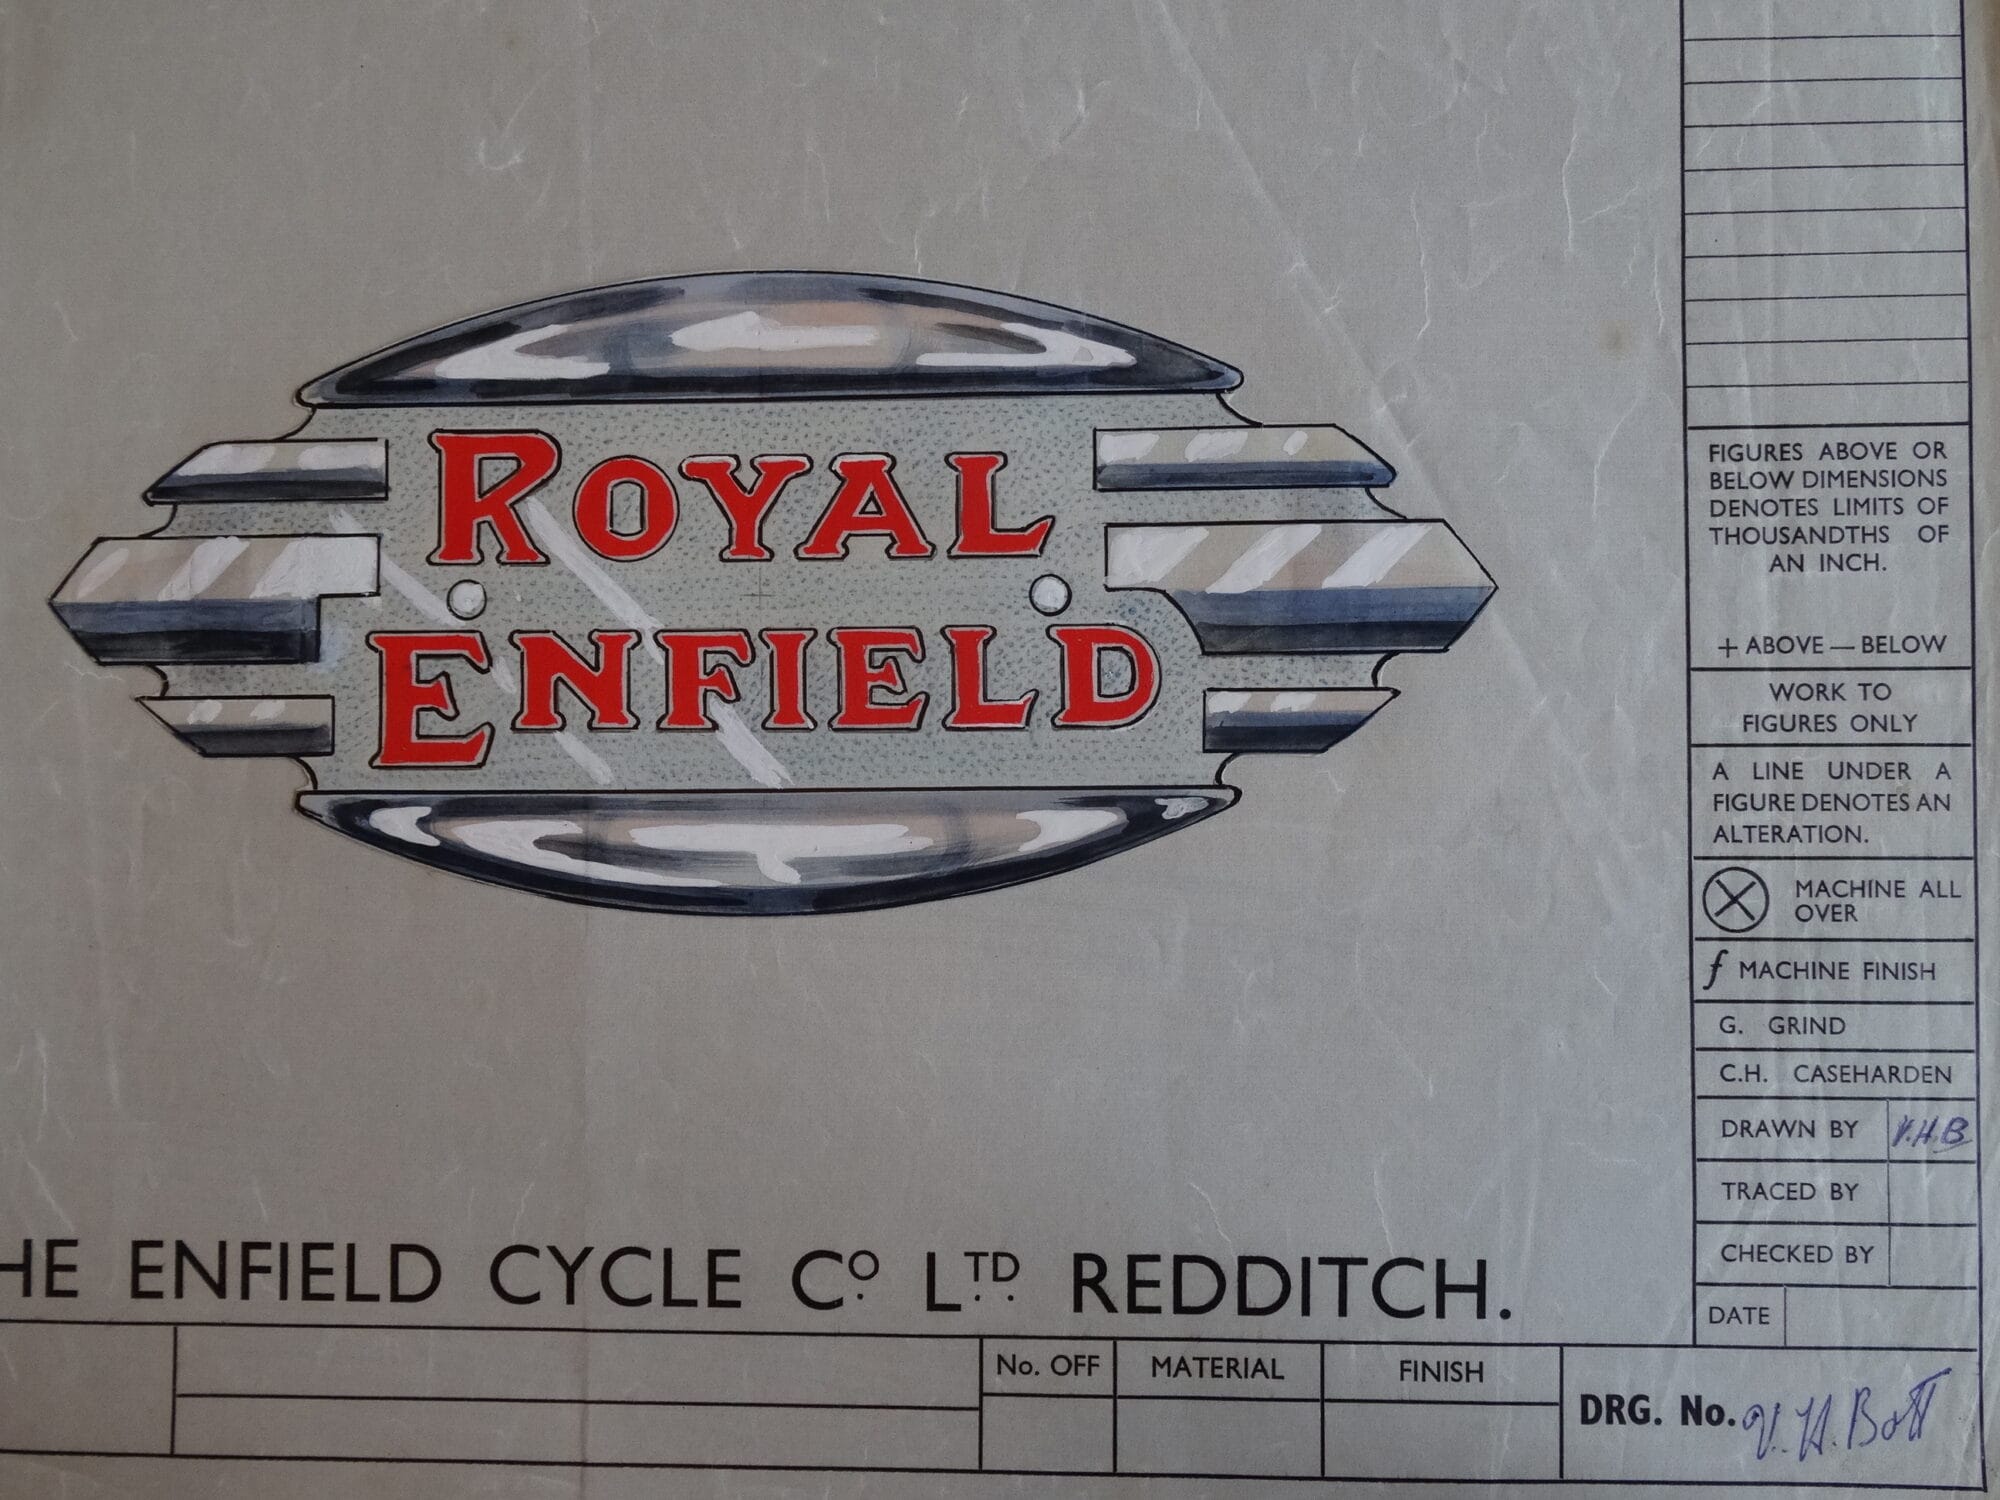 ROYAL
ENFIELD
FIGURES ABOVE OR
BELOW DIMENSIONS
DENOTES LIMITS OF
THOUSANDTHS OF
AN INCH.
+ ABOVE — BELOW
WORK TO
FIGURES ONLY
A LINE UNDER A
FIGURE DENOTES AN
ALTERATION.
MACHINE ALL
OVER
f MACHINE FINISH
G. GRIND
C.H. CASEHARDEN
DRAWN BY V.H.B
TRACED BY
CHECKED BY
DATE
HE ENFIELD CYCLE Co. LTD. REDDITCH.
No. OFF MATERIAL FINISH
DRG. No. V. H. Bott